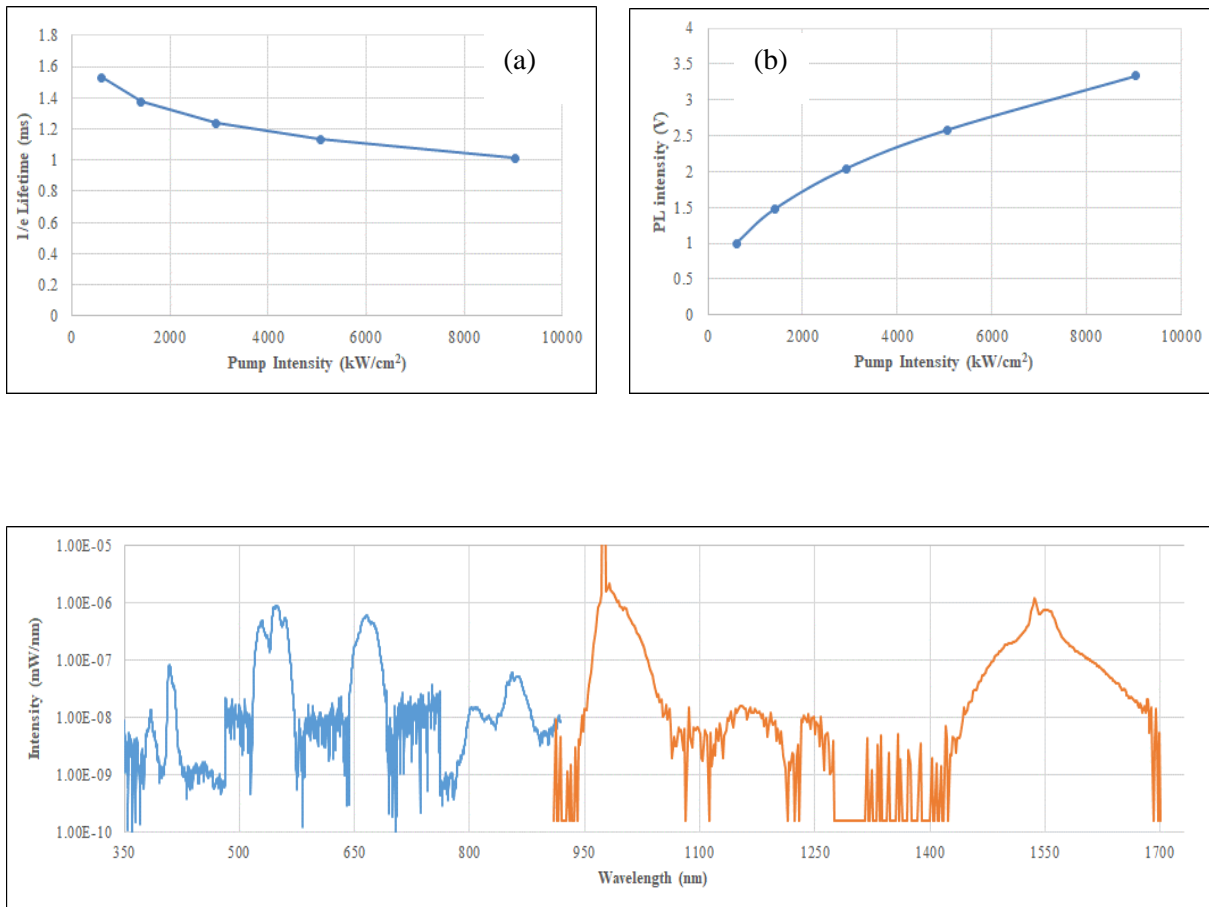 (a)
1.8
1.6
1.4
1.2
1
0.8
0.6
0.4
0.2
0
0 2000 4000 6000 8000 10000
1/e Lifetime (ms)
Pump Intensity (kW/cm²)
(b)
4
3.5
3
2.5
2
1.5
1
0.5
0
0 2000 4000 6000 8000 10000
PL intensity (V)
Pump Intensity (kW/cm²)
1.00E-05
1.00E-06
1.00E-07
1.00E-08
1.00E-09
1.00E-10
350 500 650 800 950 1100 1250 1400 1550 1700
Intensity (mW/nm)
Wavelength (nm)